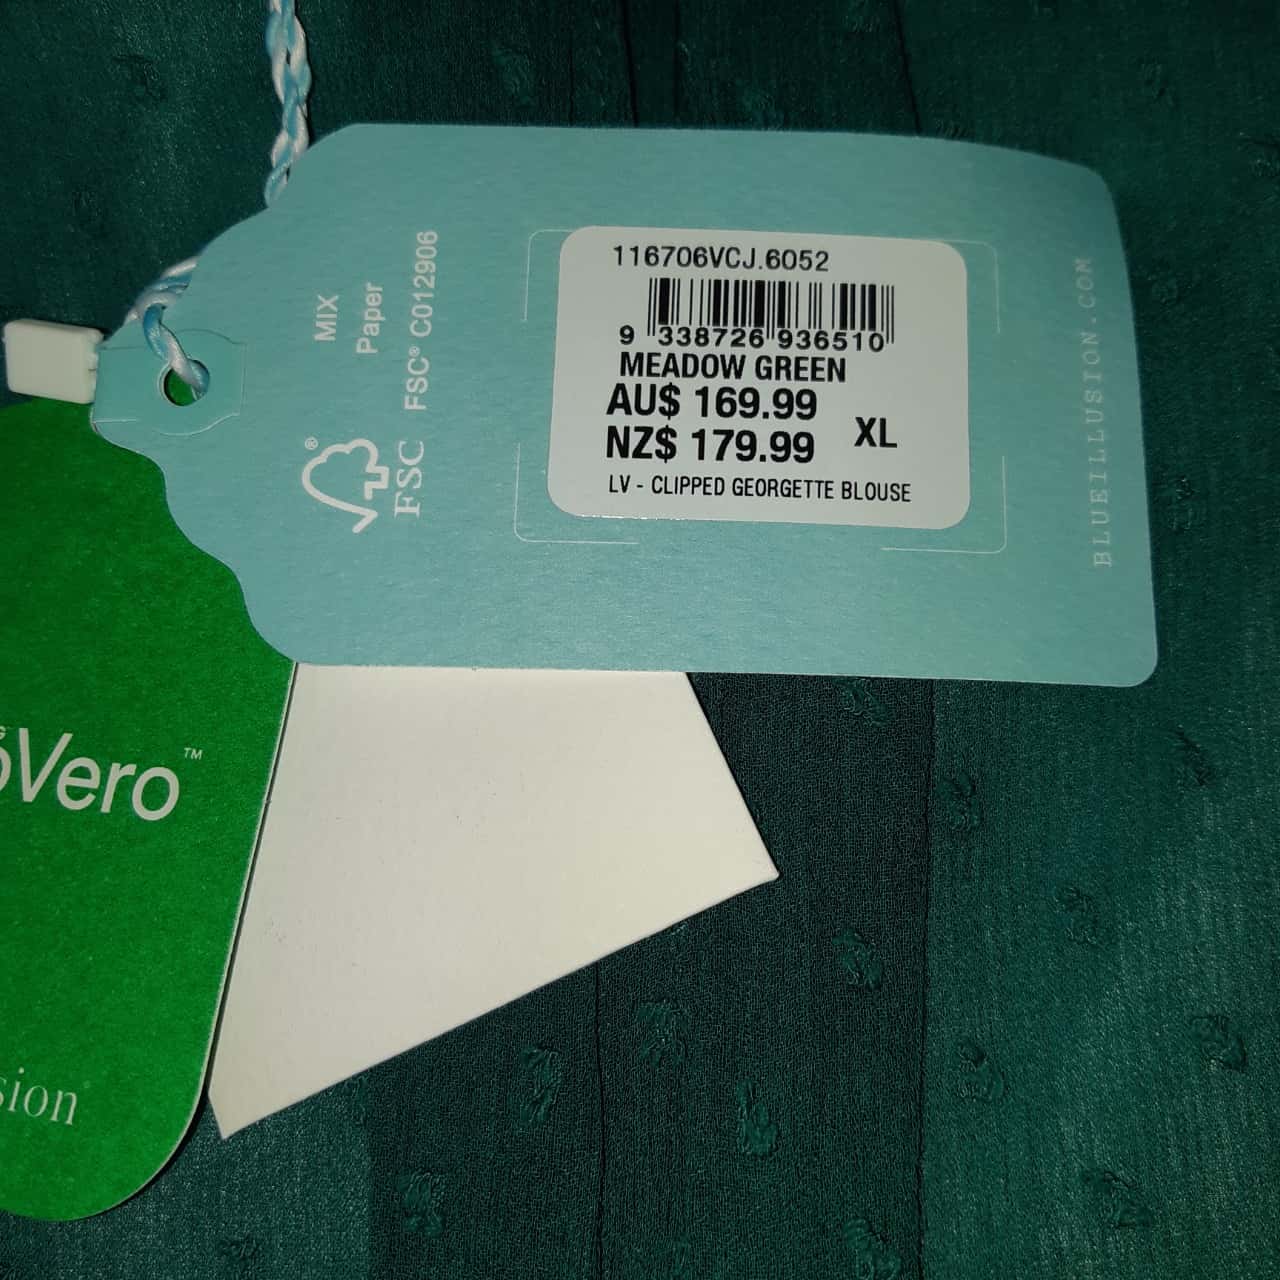 116706VCJ.6052
9 338726 936510
MEADOW GREEN
AU$ 169.99
NZ$ 179.99
XL
LV - CLIPPED GEORGETTE BLOUSE
MIX
Paper
FSC® C012906
®
FSC
BLUEILLUSION.COM
Vero™
sion